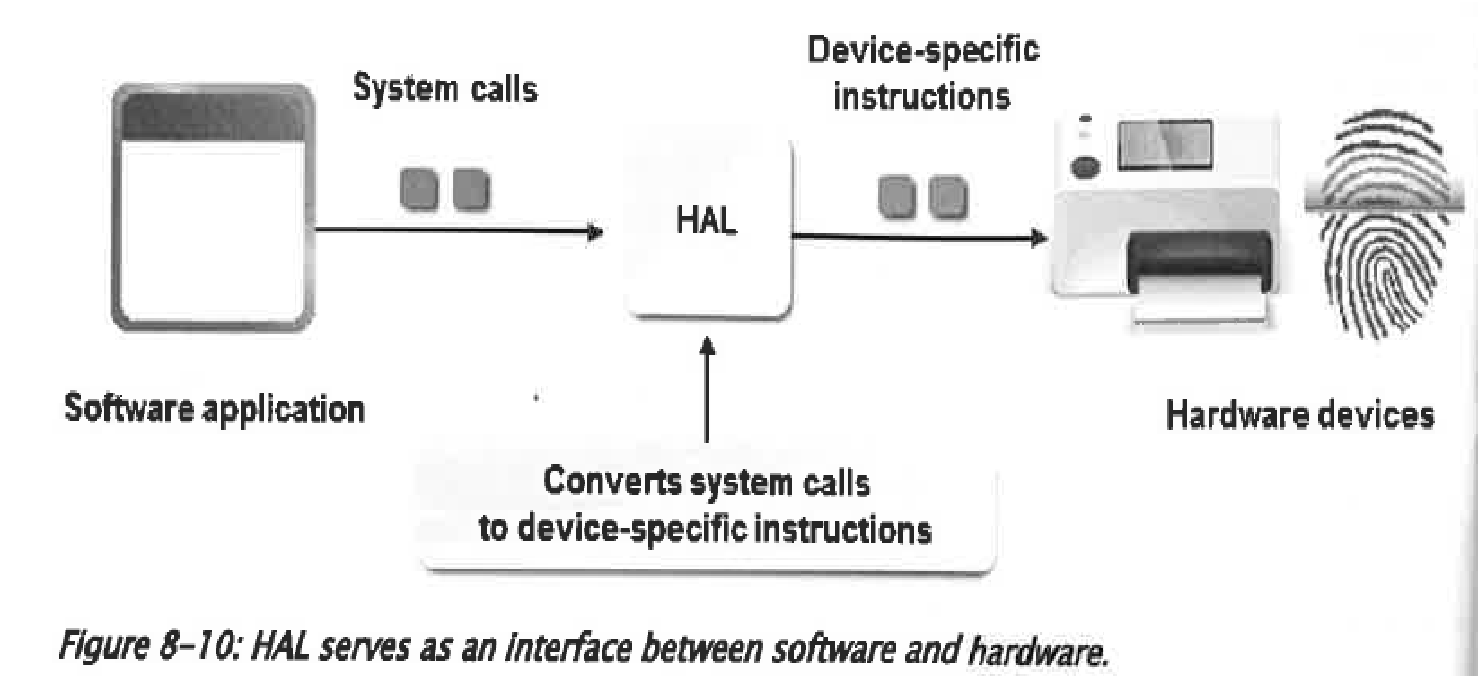 System calls
Device-specific
instructions
HAL
Software application
Hardware devices
Converts system calls
to device-specific instructions
Figure 8–10: HAL serves as an interface between software and hardware.